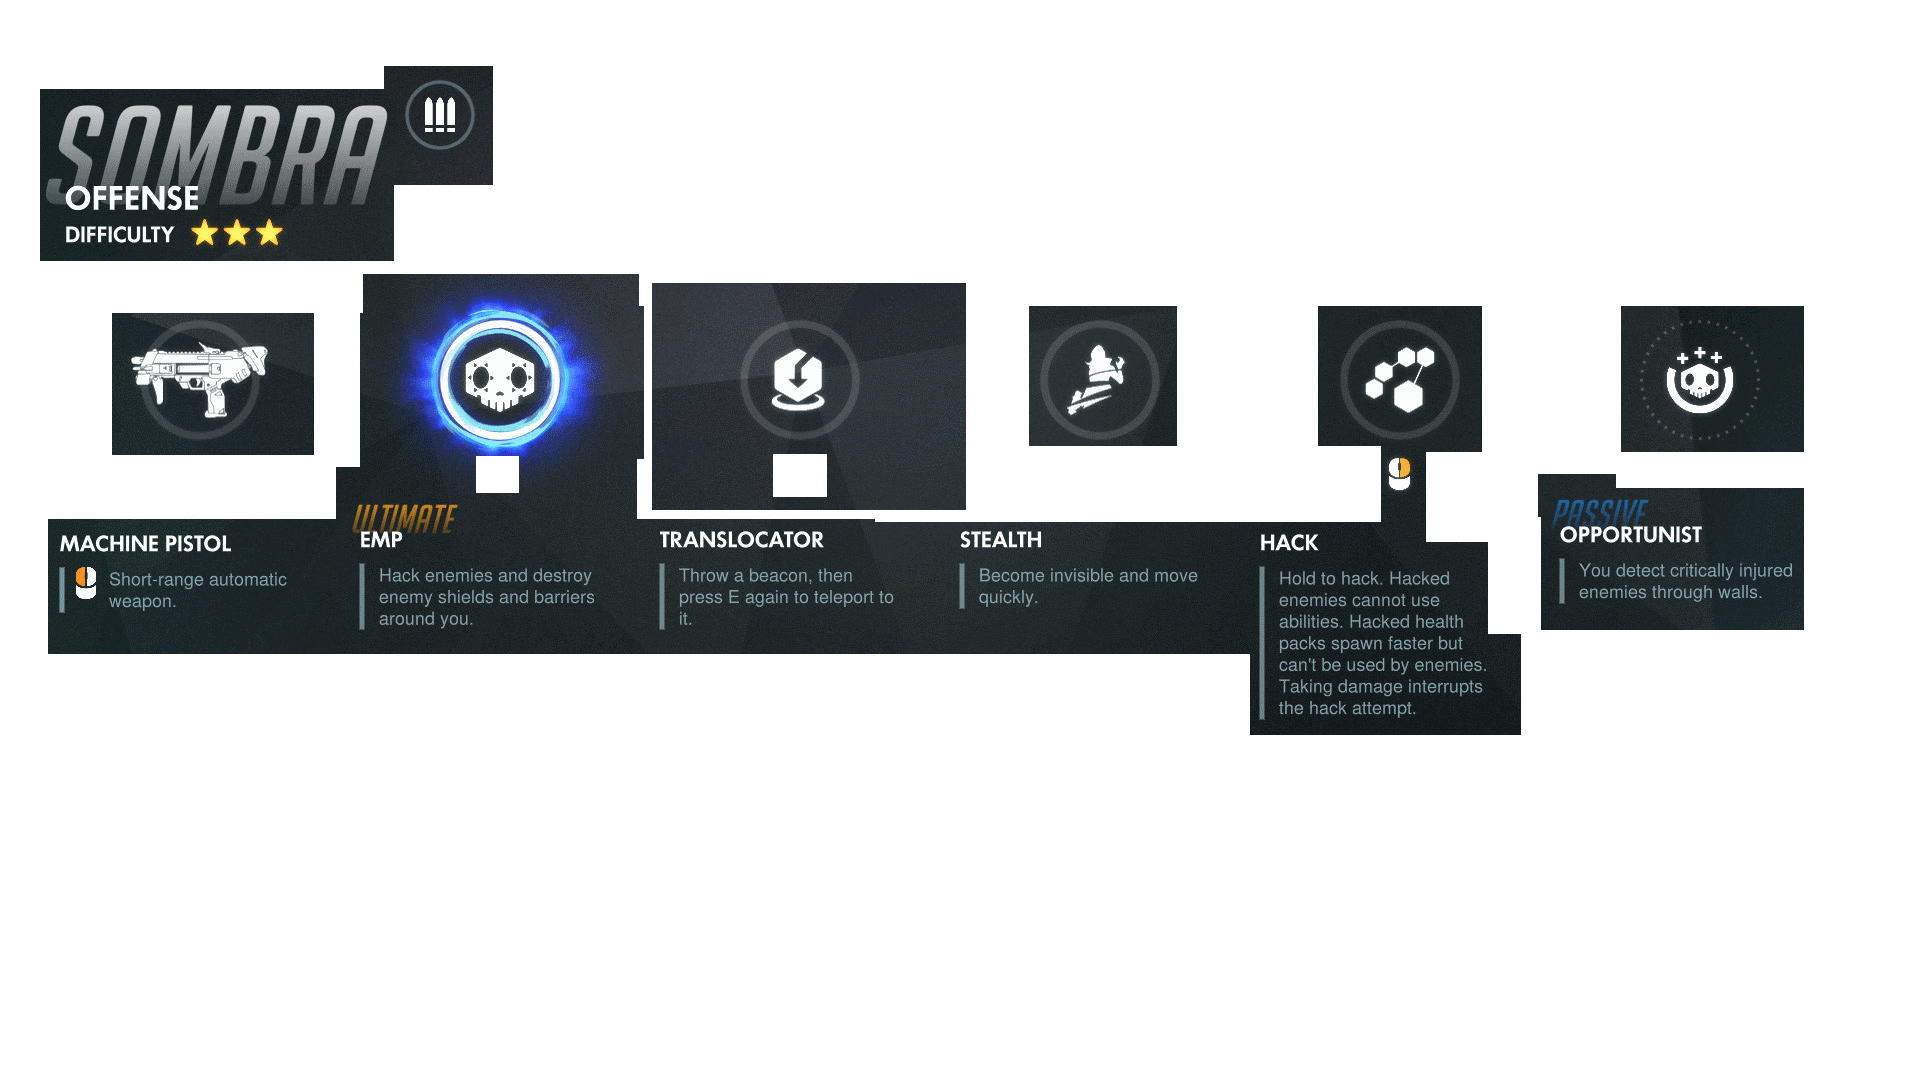 SOMBRA
OFFENSE
DIFFICULTY
MACHINE PISTOL
Short-range automatic
weapon.
ULTIMATE
EMP
Hack enemies and destroy
enemy shields and barriers
around you.
TRANSLOCATOR
Throw a beacon, then
press E again to teleport to
it.
STEALTH
Become invisible and move
quickly.
HACK
Hold to hack. Hacked
enemies cannot use
abilities. Hacked health
packs spawn faster but
can't be used by enemies.
Taking damage interrupts
the hack attempt.
PASSIVE
OPPORTUNIST
You detect critically injured
enemies through walls.